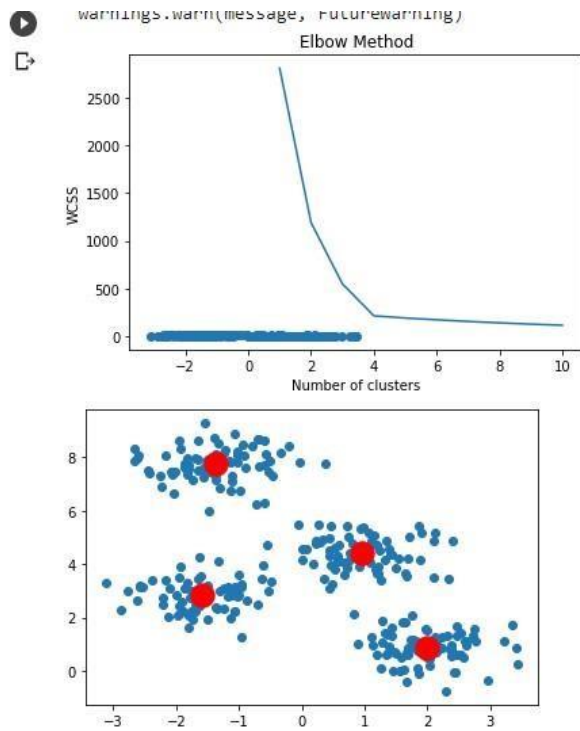 warnings.warn(message, FutureWarning)
Elbow Method
2500
2000
1500
1000
500
0
WCSS
−2 0 2 4 6 8 10
Number of clusters
8
6
4
2
0
−3 −2 −1 0 1 2 3